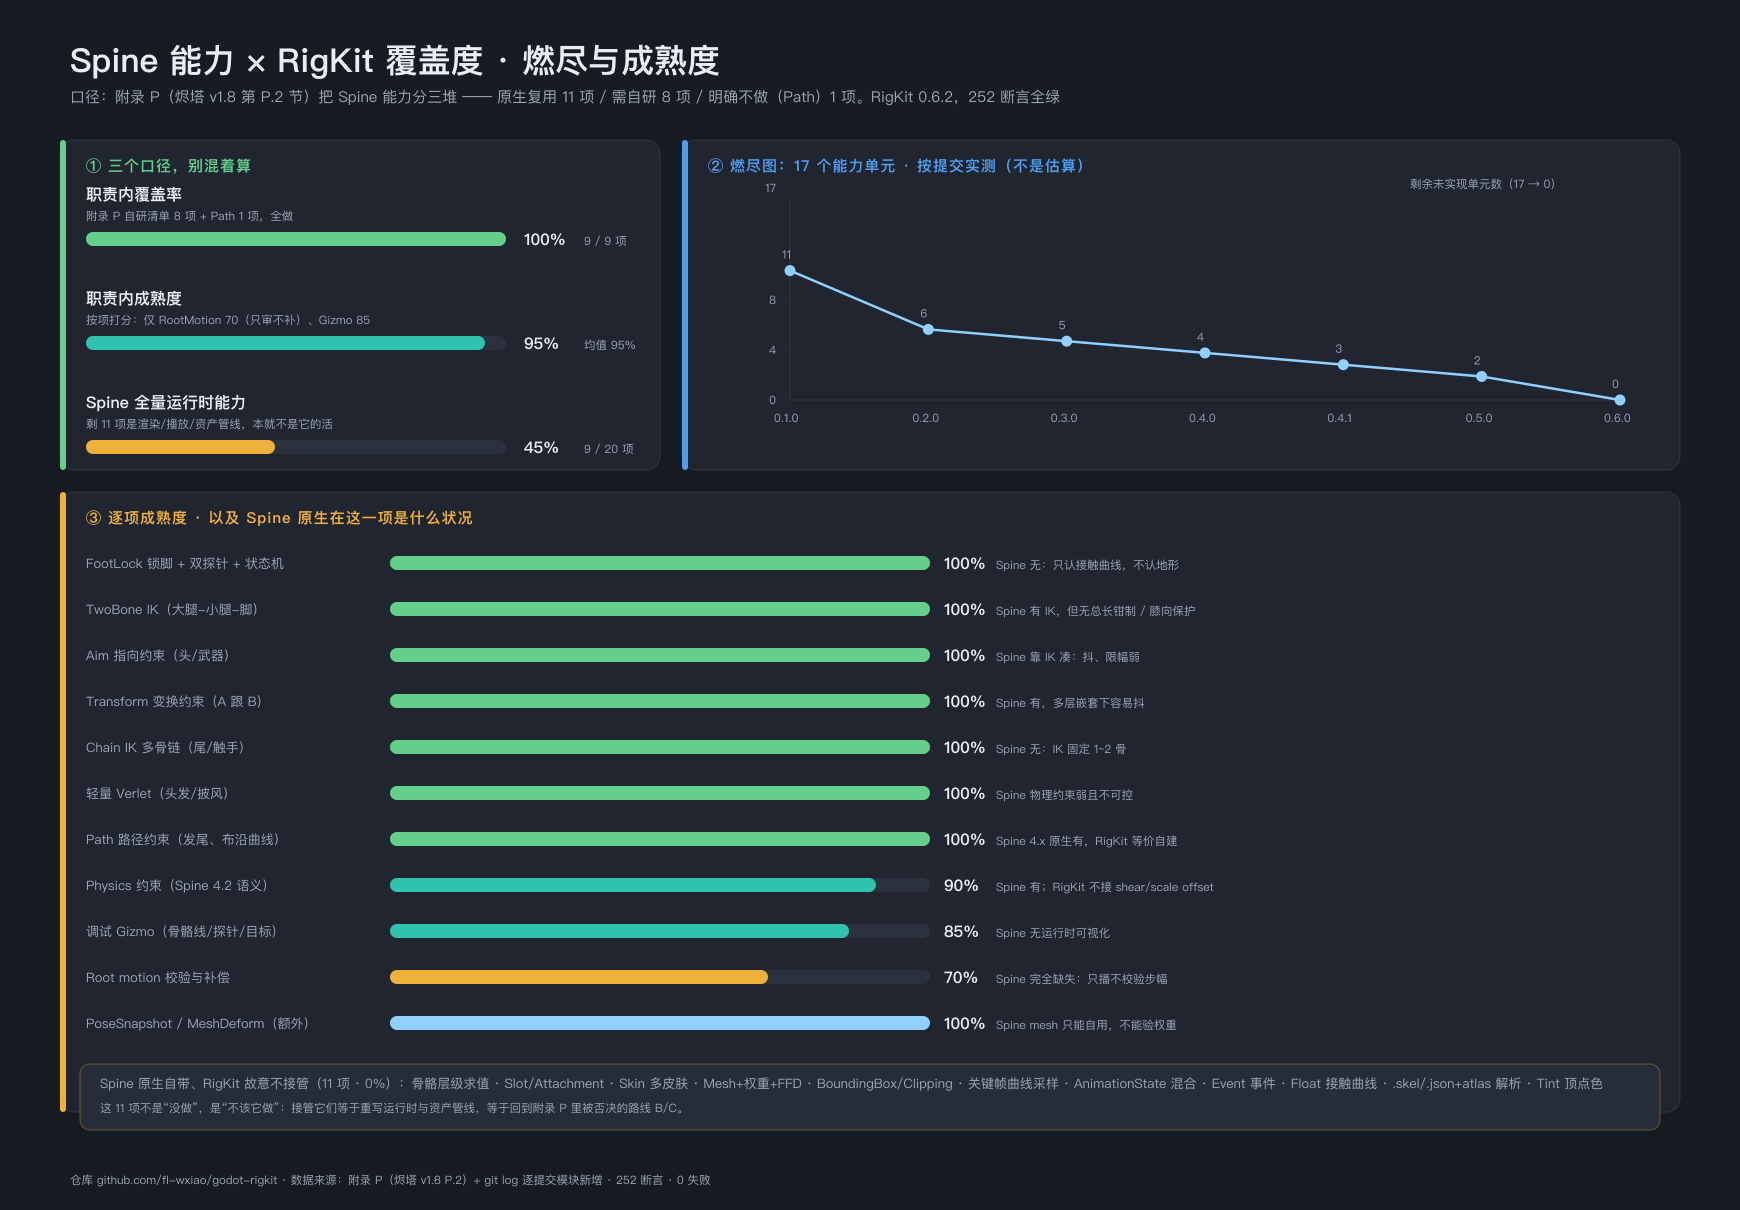 Spine 能力 × RigKit 覆盖度 · 燃尽与成熟度
口径：附录 P（烬塔 v1.8 第 P.2 节）把 Spine 能力分三堆 —— 原生复用 11 项 / 需自研 8 项 / 明确不做（Path）1 项。RigKit 0.6.2，252 断言全绿
① 三个口径，别混着算
职责内覆盖率
附录 P 自研清单 8 项 + Path 1 项，全做
100% 9 / 9 项
职责内成熟度
按项打分：仅 RootMotion 70（只审不补）、Gizmo 85
95% 均值 95%
Spine 全量运行时能力
剩 11 项是渲染/播放/资产管线，本就不是它的活
45% 9 / 20 项
② 燃尽图：17 个能力单元 · 按提交实测（不是估算）
剩余未实现单元数（17 → 0）
17
8
4
0
11
6
5
4
3
2
0
0.1.0 0.2.0 0.3.0 0.4.0 0.4.1 0.5.0 0.6.0
③ 逐项成熟度 · 以及 Spine 原生在这一项是什么状况
FootLock 锁脚 + 双探针 + 状态机 100% Spine 无：只认接触曲线，不认地形
TwoBone IK（大腿–小腿–脚） 100% Spine 有 IK，但无总长钳制 / 膝向保护
Aim 指向约束（头/武器） 100% Spine 靠 IK 凑：抖、限幅弱
Transform 变换约束（A 跟 B） 100% Spine 有，多层嵌套下容易抖
Chain IK 多骨链（尾/触手） 100% Spine 无：IK 固定 1~2 骨
轻量 Verlet（头发/披风） 100% Spine 物理约束弱且不可控
Path 路径约束（发尾、布沿曲线） 100% Spine 4.x 原生有，RigKit 等价自建
Physics 约束（Spine 4.2 语义） 90% Spine 有；RigKit 不接 shear/scale offset
调试 Gizmo（骨骼线/探针/目标） 85% Spine 无运行时可视化
Root motion 校验与补偿 70% Spine 完全缺失：只播不校验步幅
PoseSnapshot / MeshDeform（额外） 100% Spine mesh 只能自用，不能验权重
Spine 原生自带、RigKit 故意不接管（11 项 · 0%）：骨骼层级求值 · Slot/Attachment · Skin 多皮肤 · Mesh+权重+FFD · BoundingBox/Clipping · 关键帧曲线采样 · AnimationState 混合 · Event 事件 · Float 接触曲线 · .skel/.json+atlas 解析 · Tint 顶点色
这 11 项不是“没做”，是“不该它做”：接管它们等于重写运行时与资产管线，等于回到附录 P 里被否决的路线 B/C。
仓库 github.com/fl-wxiao/godot-rigkit · 数据来源：附录 P（烬塔 v1.8 P.2）+ git log 逐提交模块新增 · 252 断言 · 0 失败